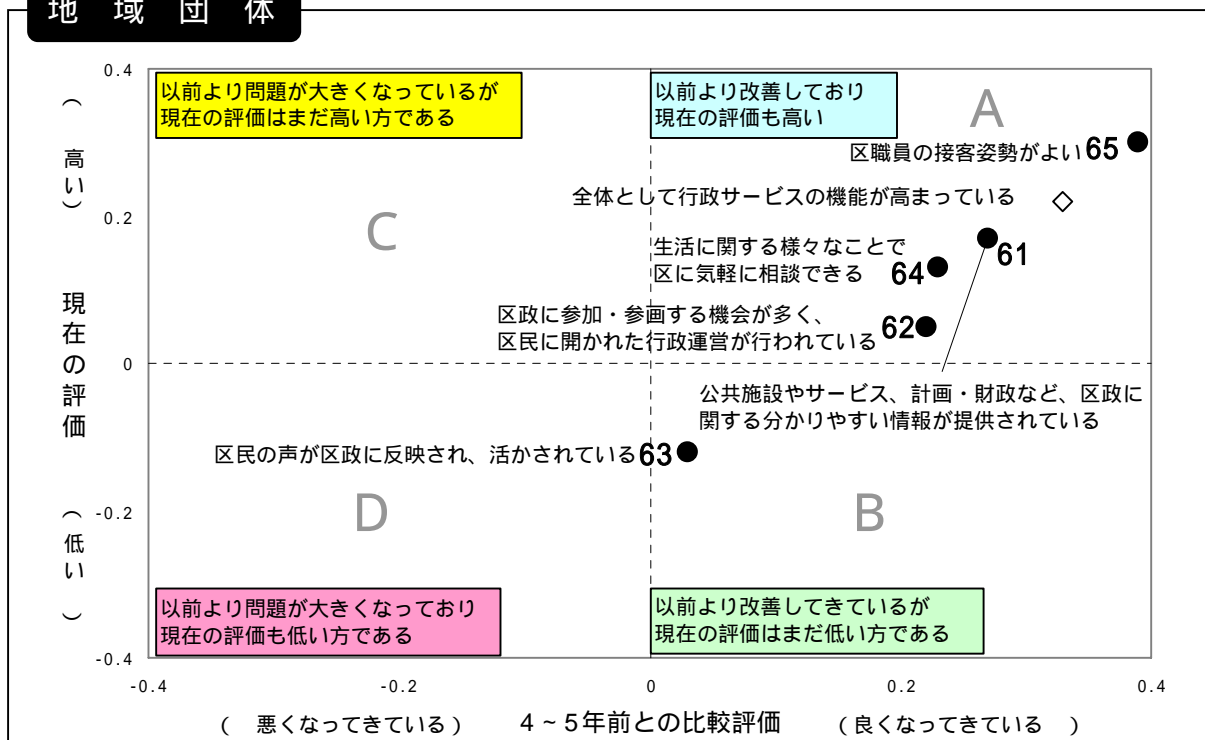 地域団体
0.4
以前より問題が大きくなっているが
現在の評価はまだ高い方である
以前より改善しており
現在の評価も高い
A
区職員の接客姿勢がよい 65
全体として行政サービスの機能が高まっている
0.2
C
生活に関する様々なことで
区に気軽に相談できる 64
61
区政に参加・参画する機会が多く、
区民に開かれた行政運営が行われている 62
0
公共施設やサービス、計画・財政など、区政に
関する分かりやすい情報が提供されている
区民の声が区政に反映され、活かされている 63
D
B
-0.2
以前より問題が大きくなっており
現在の評価も低い方である
以前より改善してきているが
現在の評価はまだ低い方である
-0.4
（高い） 現在の評価 （低い）
-0.4 -0.2 0 0.2 0.4
（ 悪くなってきている） 4~5年前との比較評価 （良くなってきている ）